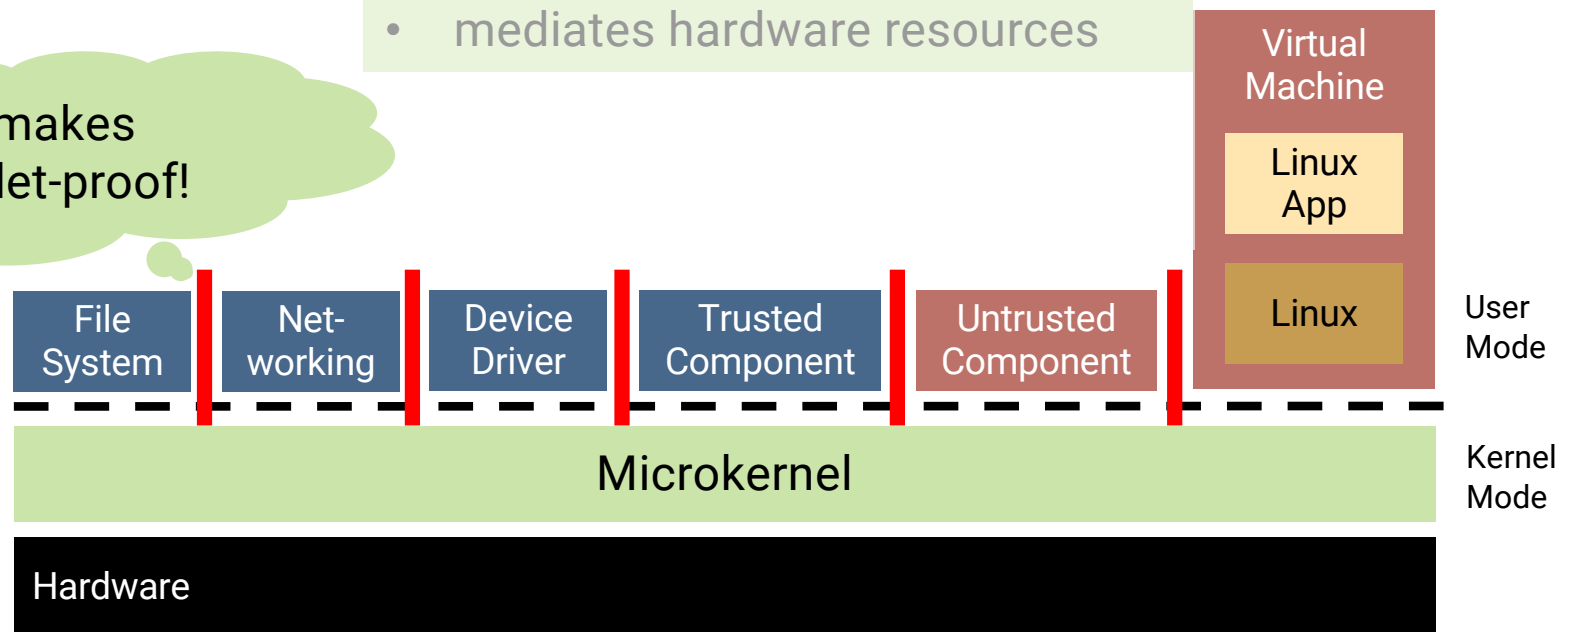 • mediates hardware resources
makes
et-proof!
Virtual
Machine
Linux
App
Linux
File
System
Net-
working
Device
Driver
Trusted
Component
Untrusted
Component
User
Mode
Microkernel
Kernel
Mode
Hardware